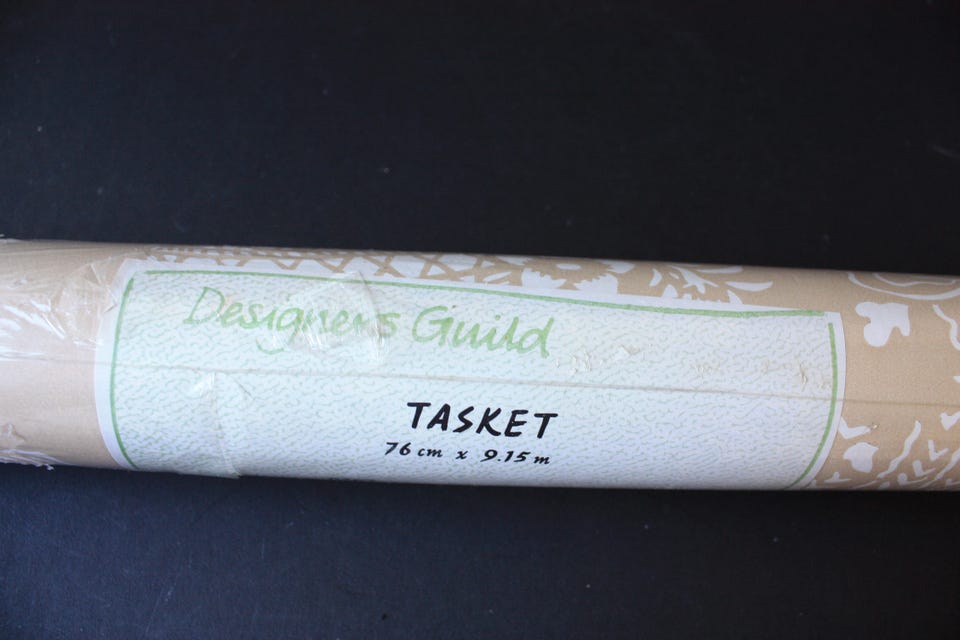 Designers Guild
TASKET
76 cm x 9.15 m